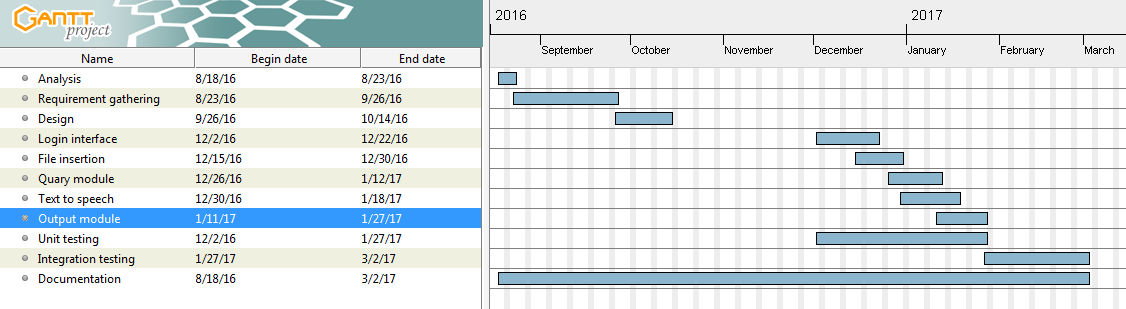 GANTT
project
2016 2017
September October November December January February March
Name Begin date End date
Analysis 8/18/16 8/23/16
Requirement gathering 8/23/16 9/26/16
Design 9/26/16 10/14/16
Login interface 12/2/16 12/22/16
File insertion 12/15/16 12/30/16
Quary module 12/26/16 1/12/17
Text to speech 12/30/16 1/18/17
Output module 1/11/17 1/27/17
Unit testing 12/2/16 1/27/17
Integration testing 1/27/17 3/2/17
Documentation 8/18/16 3/2/17